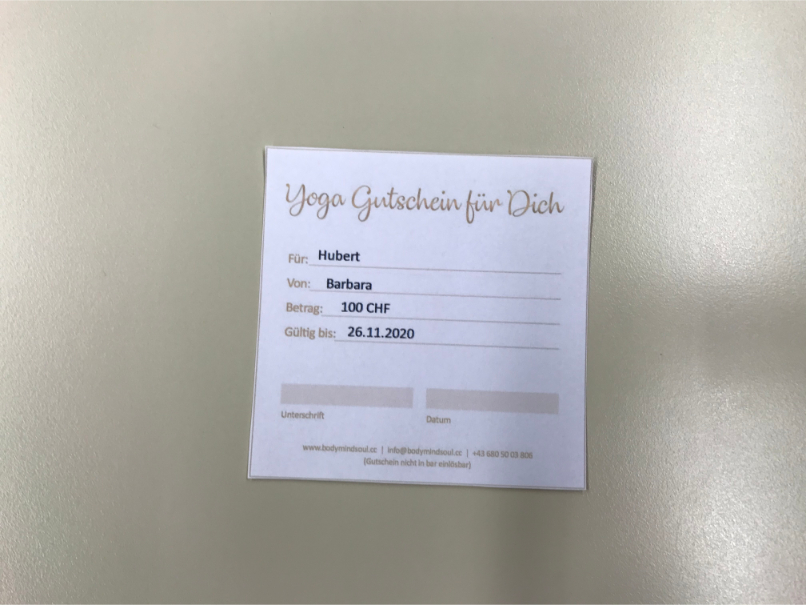 Yoga Gutschein für Dich
Für: Hubert
Von: Barbara
Betrag: 100 CHF
Gültig bis: 26.11.2020
Unterschrift
Datum
www.bodymindsoul.cc | info@bodymindsoul.cc | +43 680 50 03 808
(Gutschein nicht in bar einlösbar)